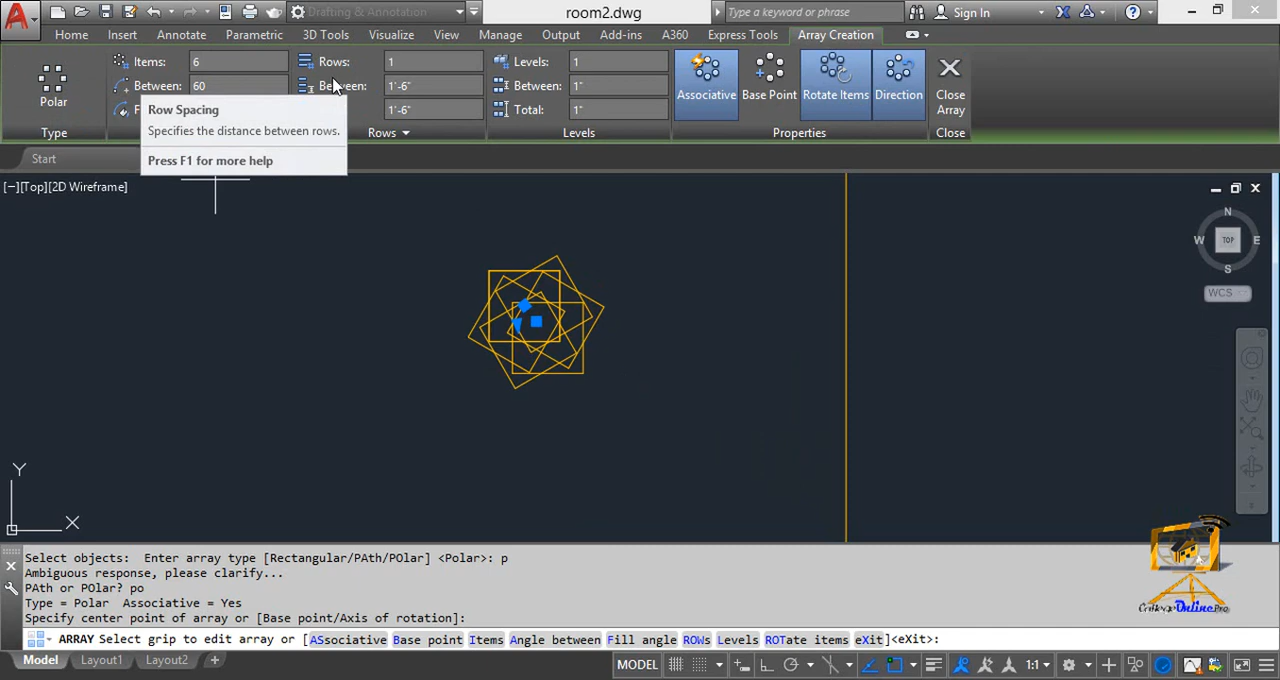 Drafting & Annotation
room2.dwg
Type a keyword or phrase
Sign In
Home Insert Annotate Parametric 3D Tools Visualize View Manage Output Add-ins A360 Express Tools Array Creation
Polar
Type
Items: 6
Between: 60
F
Rows: 1
Between: 1'-6"
1'-6"
Rows
Levels: 1
Between: 1"
Total: 1"
Levels
Associative Base Point Rotate Items Direction
Properties
Close Array
Close
Row Spacing
Specifies the distance between rows.
Press F1 for more help
Start
[−][Top][2D Wireframe]
N
W TOP E
S
WCS
Y
X
Select objects: Enter array type [Rectangular/PAth/POlar] <Polar>: p
Ambiguous response, please clarify...
PAth or POlar? po
Type = Polar Associative = Yes
Specify center point of array or [Base point/Axis of rotation]:
ARRAY Select grip to edit array or [ASsociative Base point Items Angle between Fill angle ROWs Levels ROTate items eXit]<eXit>:
Model Layout1 Layout2 +
MODEL 1:1